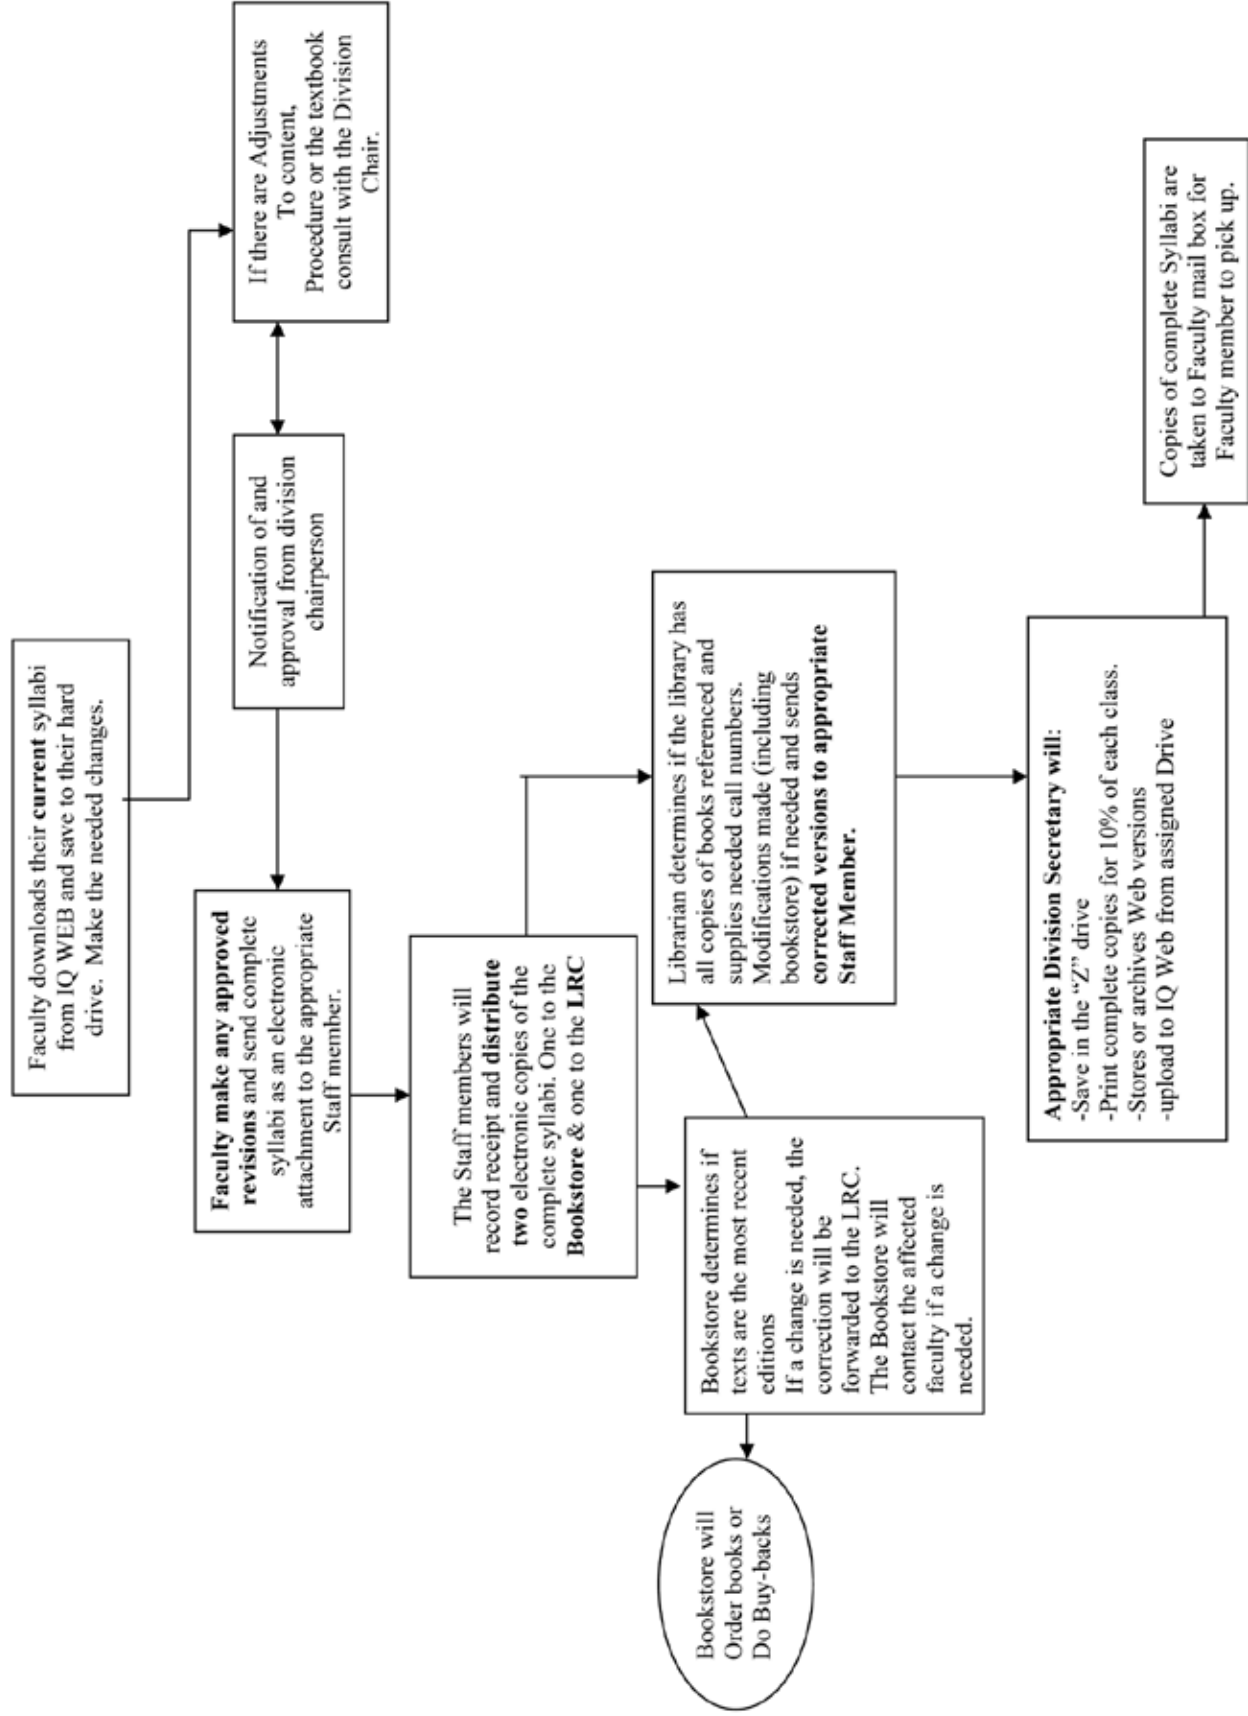 Faculty downloads their current syllabi
from IQ WEB and save to their hard
drive. Make the needed changes.
If there are Adjustments
To content,
Procedure or the textbook
consult with the Division
Chair.
Notification of and
approval from division
chairperson
Faculty make any approved
revisions and send complete
syllabi as an electronic
attachment to the appropriate
Staff member.
The Staff members will
record receipt and distribute
two electronic copies of the
complete syllabi. One to the
Bookstore & one to the LRC
Librarian determines if the library has
all copies of books referenced and
supplies needed call numbers.
Modifications made (including
bookstore) if needed and sends
corrected versions to appropriate
Staff Member.
Bookstore determines if
texts are the most recent
editions
If a change is needed, the
correction will be
forwarded to the LRC.
The Bookstore will
contact the affected
faculty if a change is
needed.
Bookstore will
Order books or
Do Buy-backs
Appropriate Division Secretary will:
-Save in the “Z” drive
-Print complete copies for 10% of each class.
-Stores or archives Web versions
-upload to IQ Web from assigned Drive
Copies of complete Syllabi are
taken to Faculty mail box for
Faculty member to pick up.